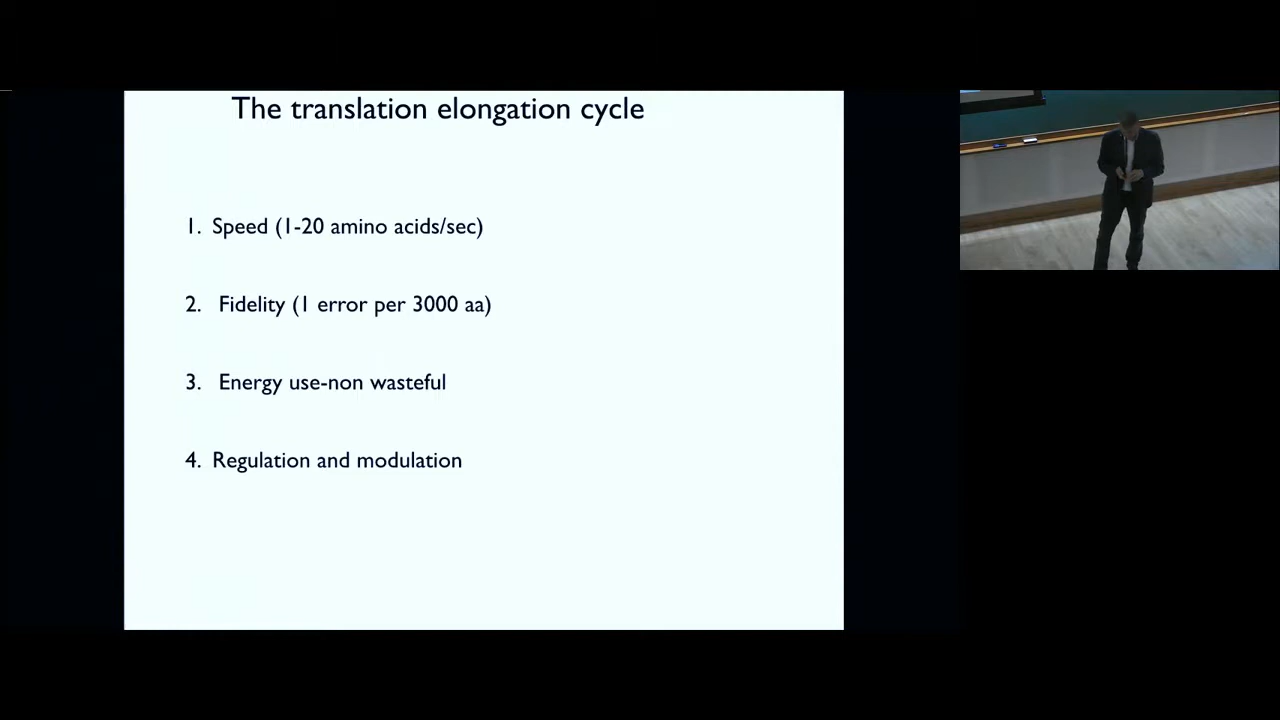 The translation elongation cycle
1. Speed (1-20 amino acids/sec)
2. Fidelity (1 error per 3000 aa)
3. Energy use-non wasteful
4. Regulation and modulation